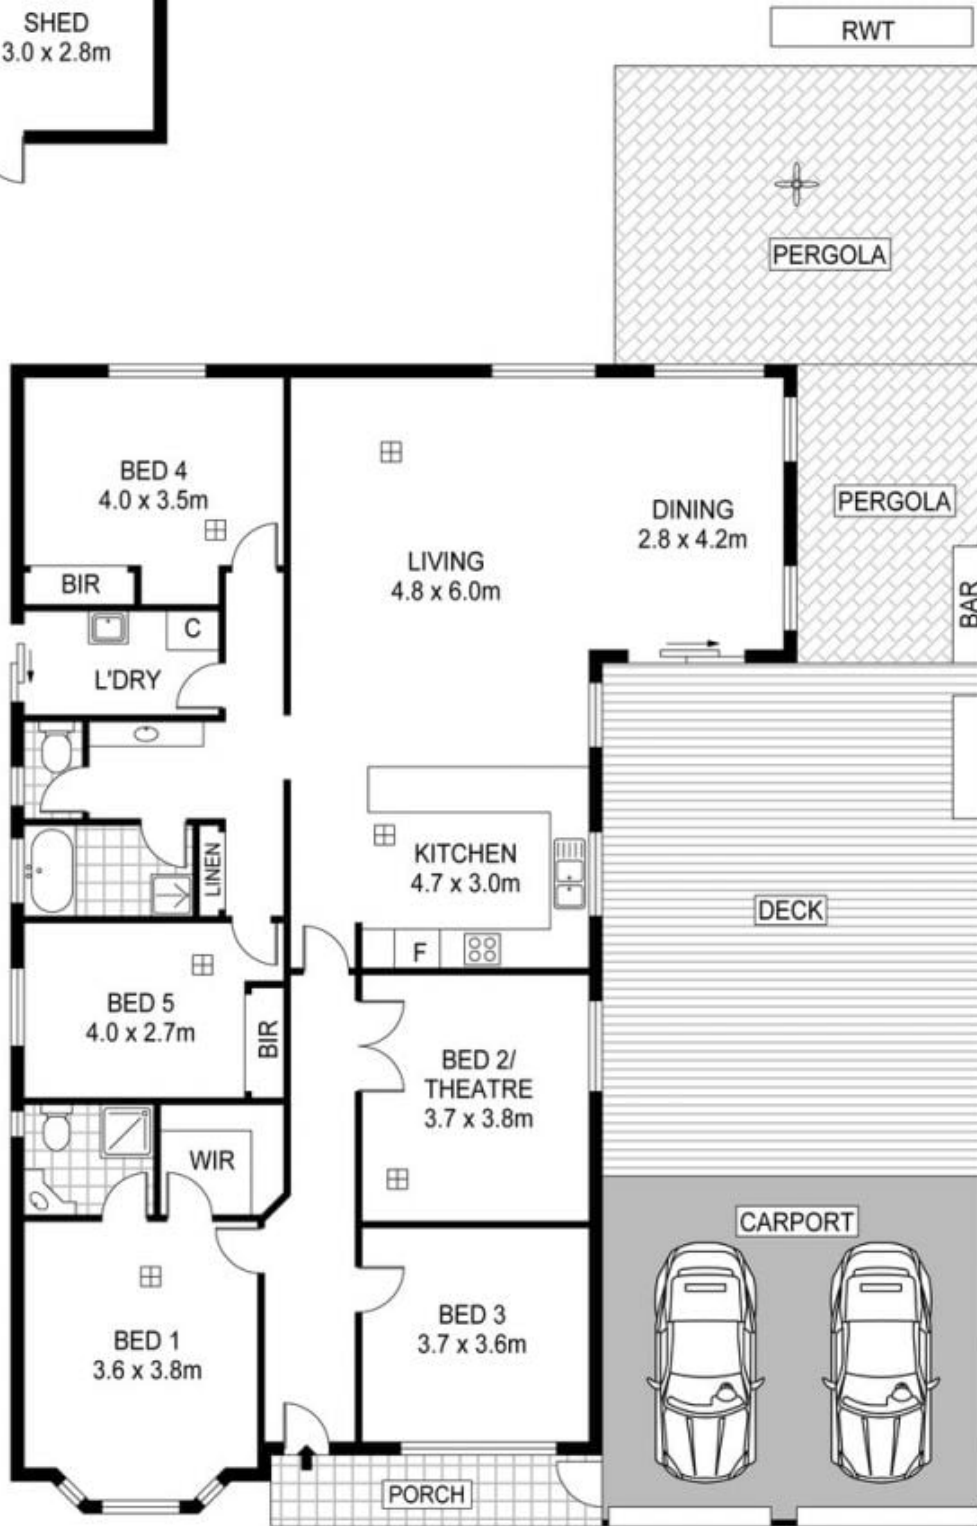 SHED
3.0 x 2.8m
RWT
PERGOLA
BED 4
4.0 x 3.5m
BIR
LIVING
4.8 x 6.0m
DINING
2.8 x 4.2m
PERGOLA
BAR
C
L'DRY
LINEN
KITCHEN
4.7 x 3.0m
F
DECK
BED 5
4.0 x 2.7m
BIR
BED 2/
THEATRE
3.7 x 3.8m
WIR
CARPORT
BED 1
3.6 x 3.8m
BED 3
3.7 x 3.6m
PORCH